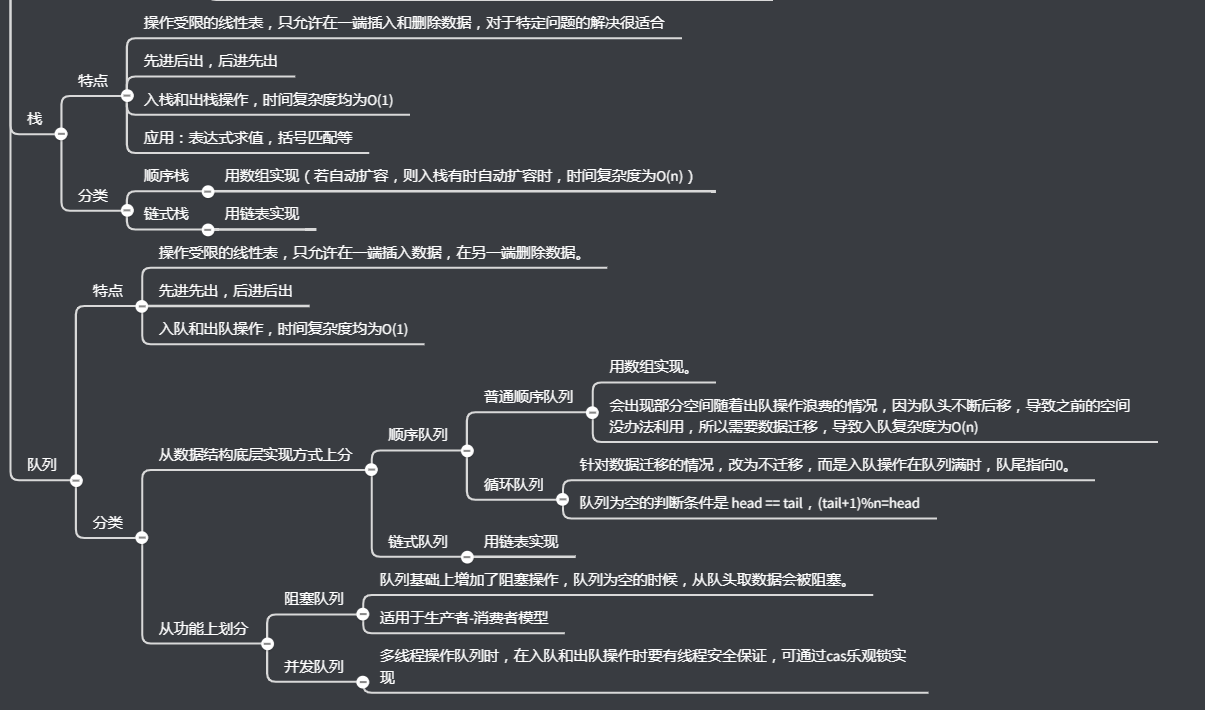 操作受限的线性表，只允许在一端插入和删除数据，对于特定问题的解决很适合
先进后出，后进先出
特点
入栈和出栈操作，时间复杂度均为O(1)
栈
应用：表达式求值，括号匹配等
顺序栈
用数组实现（若自动扩容，则入栈有时自动扩容时，时间复杂度为O(n)）
分类
链式栈
用链表实现
操作受限的线性表，只允许在一端插入数据，在另一端删除数据。
特点
先进先出，后进后出
入队和出队操作，时间复杂度均为O(1)
用数组实现。
普通顺序队列
会出现部分空间随着出队操作浪费的情况，因为队头不断后移，导致之前的空间
没办法利用，所以需要数据迁移，导致入队复杂度为O(n)
顺序队列
从数据结构底层实现方式上分
针对数据迁移的情况，改为不迁移，而是入队操作在队列满时，队尾指向0。
队列
循环队列
队列为空的判断条件是 head == tail，(tail+1)%n=head
分类
链式队列
用链表实现
队列基础上增加了阻塞操作，队列为空的时候，从队头取数据会被阻塞。
阻塞队列
适用于生产者-消费者模型
从功能上划分
多线程操作队列时，在入队和出队操作时要有线程安全保证，可通过cas乐观锁实
现
并发队列